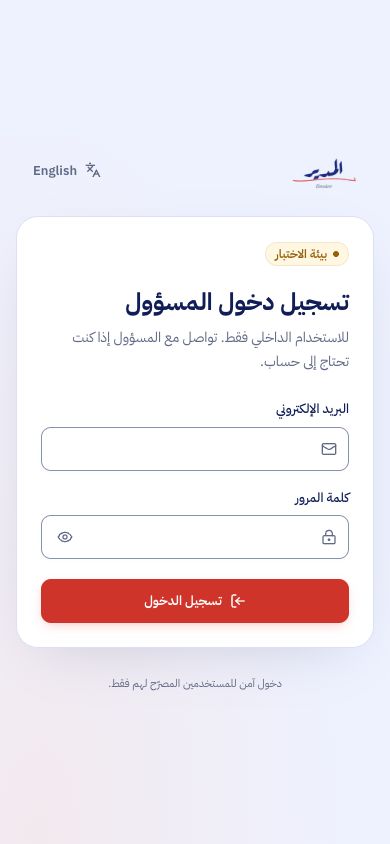 المدير
English
بيئة الاختبار
تسجيل دخول المسؤول
للاستخدام الداخلي فقط. تواصل مع المسؤول إذا كنت
تحتاج إلى حساب.
البريد الإلكتروني
كلمة المرور
تسجيل الدخول
دخول آمن للمستخدمين المصرّح لهم فقط.